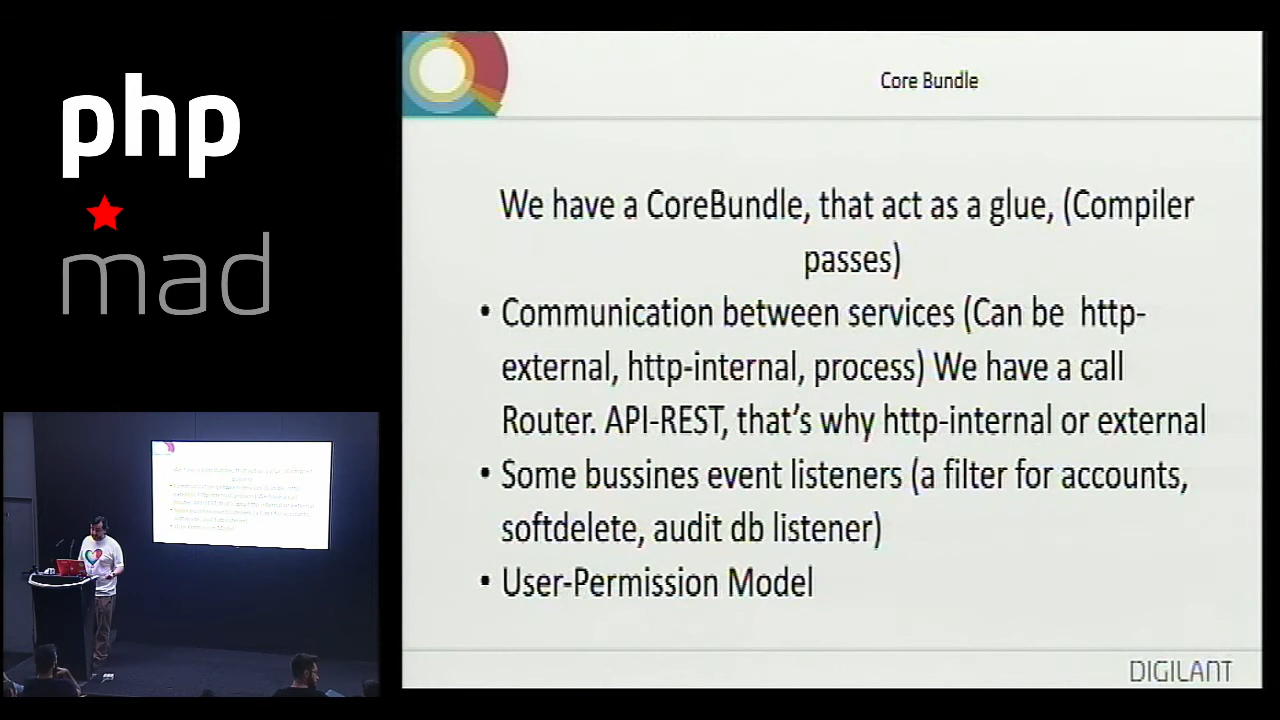 php
mad
Core Bundle
We have a CoreBundle, that act as a glue, (Compiler
passes)
• Communication between services (Can be http-
external, http-internal, process) We have a call
Router. API-REST, that's why http-internal or external
• Some bussines event listeners (a filter for accounts,
softdelete, audit db listener)
• User-Permission Model
DIGILANT